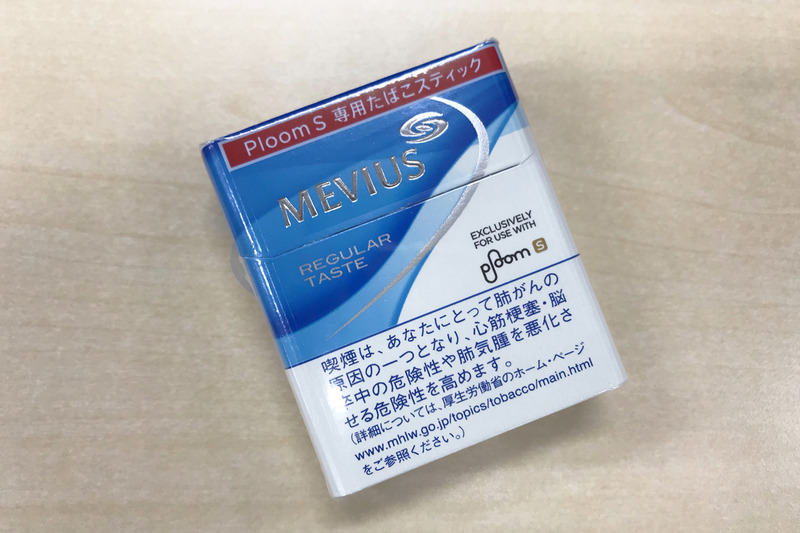 Ploom S 専用たばこスティック
MEVIUS
REGULAR
TASTE
EXCLUSIVELY
FOR USE WITH
ploom S
喫煙は、あなたにとって肺がんの
原因の一つとなり、心筋梗塞・脳
卒中の危険性や肺気腫を悪化さ
せる危険性を高めます。
(詳細については、厚生労働省のホーム・ページ
www.mhlw.go.jp/topics/tobacco/main.html
をご参照ください。)